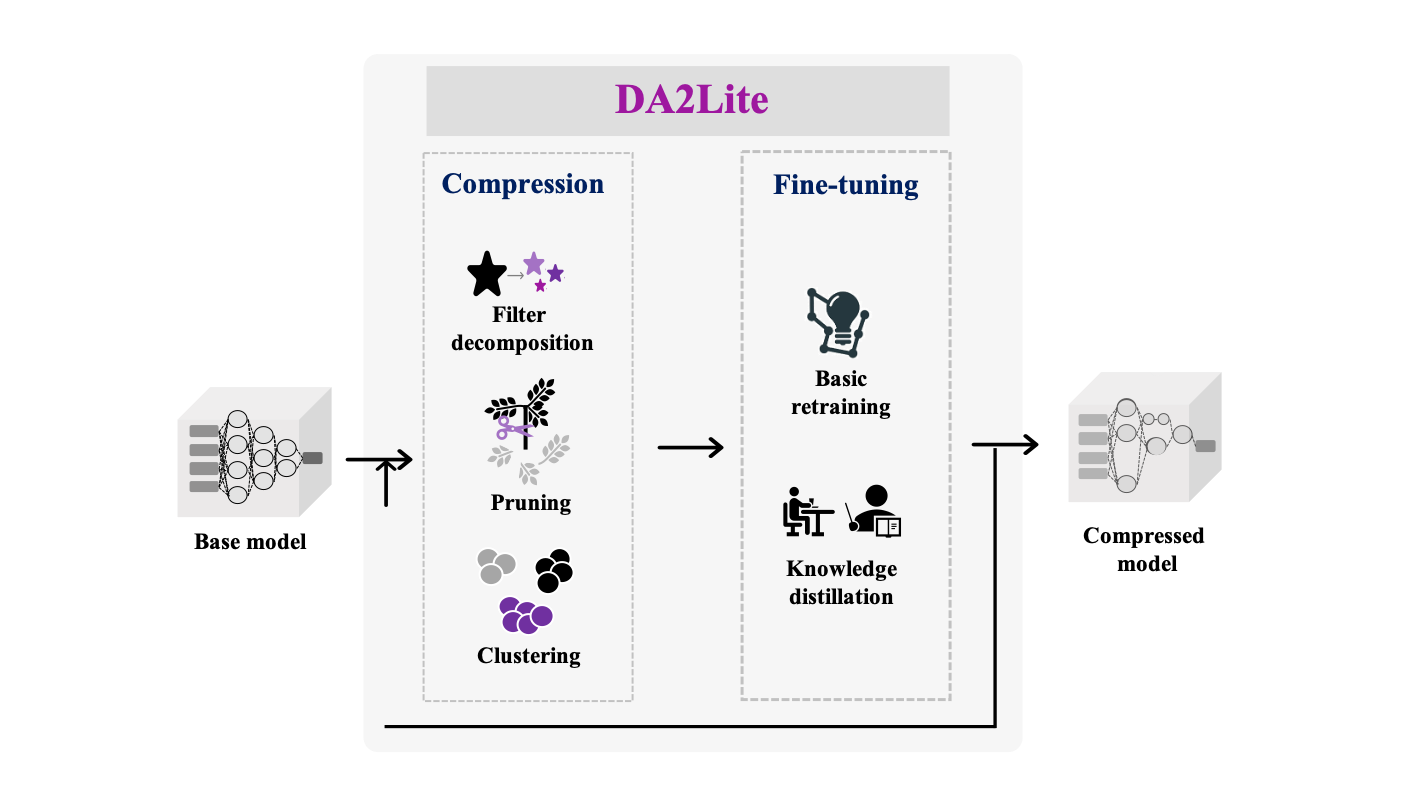 DA2Lite
Compression
Filter
decomposition
Pruning
Clustering
Fine-tuning
Basic
retraining
Knowledge
distillation
Base model
Compressed
model